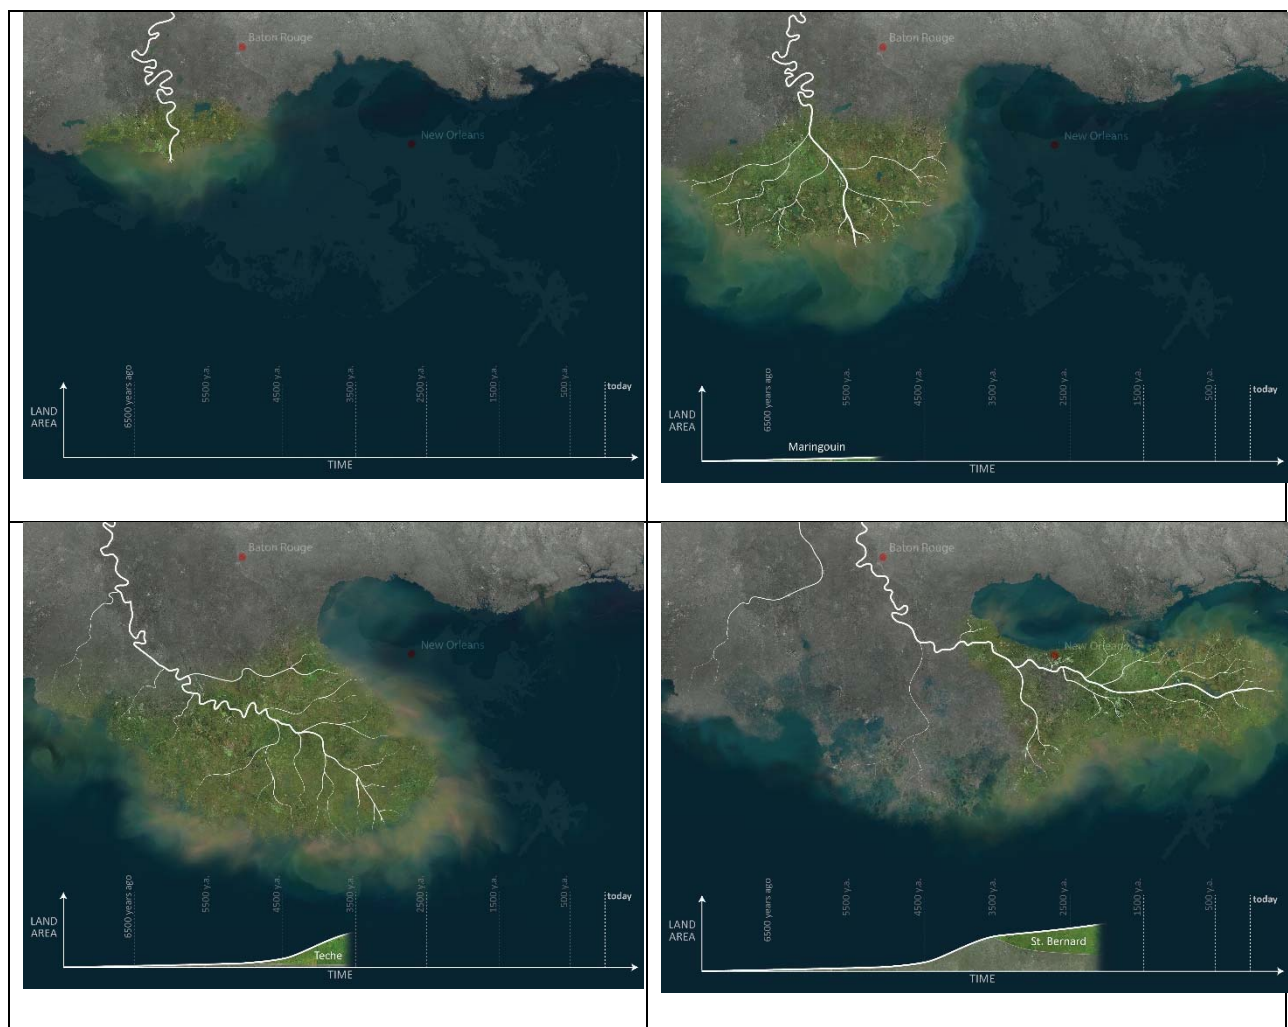 Baton Rouge
New Orleans
LAND
AREA
6500 years ago
5500 y.a.
4500 y.a.
3500 y.a.
2500 y.a.
1500 y.a.
500 y.a.
today
TIME
Baton Rouge
New Orleans
LAND
AREA
6500 years ago
5500 y.a.
4500 y.a.
3500 y.a.
2500 y.a.
1500 y.a.
500 y.a.
today
Maringouin
TIME
Baton Rouge
New Orleans
LAND
AREA
6500 years ago
5500 y.a.
4500 y.a.
3500 y.a.
2500 y.a.
1500 y.a.
500 y.a.
today
Teche
TIME
Baton Rouge
New Orleans
LAND
AREA
6500 years ago
5500 y.a.
4500 y.a.
3500 y.a.
2500 y.a.
1500 y.a.
500 y.a.
today
St. Bernard
TIME